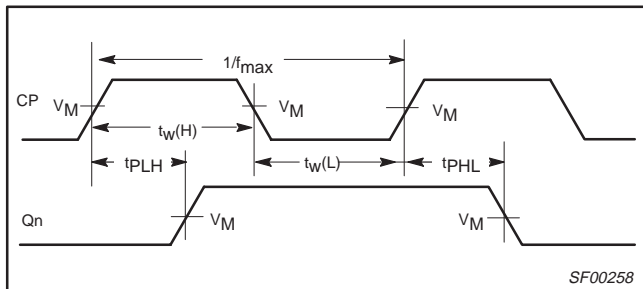 1/fmax
CP
VM
VM
VM
tw(H)
tPLH
tw(L)
tPHL
Qn
VM
VM
SF00258